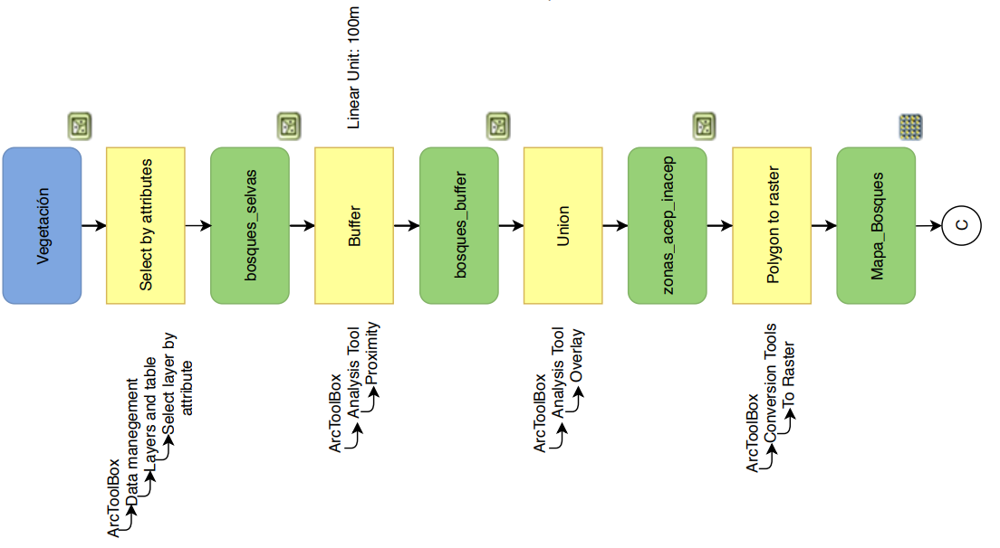 Linear Unit: 100m
Vegetación
Select by attributes
bosques_selvas
Buffer
bosques_buffer
Union
zonas_acep_inacep
Polygon to raster
Mapa_Bosques
C
ArcToolBox
Data manegement
Layers and table
Select layer by
attribute
ArcToolBox
Analysis Tool
Proximity
ArcToolBox
Analysis Tool
Overlay
ArcToolBox
Conversion Tools
To Raster